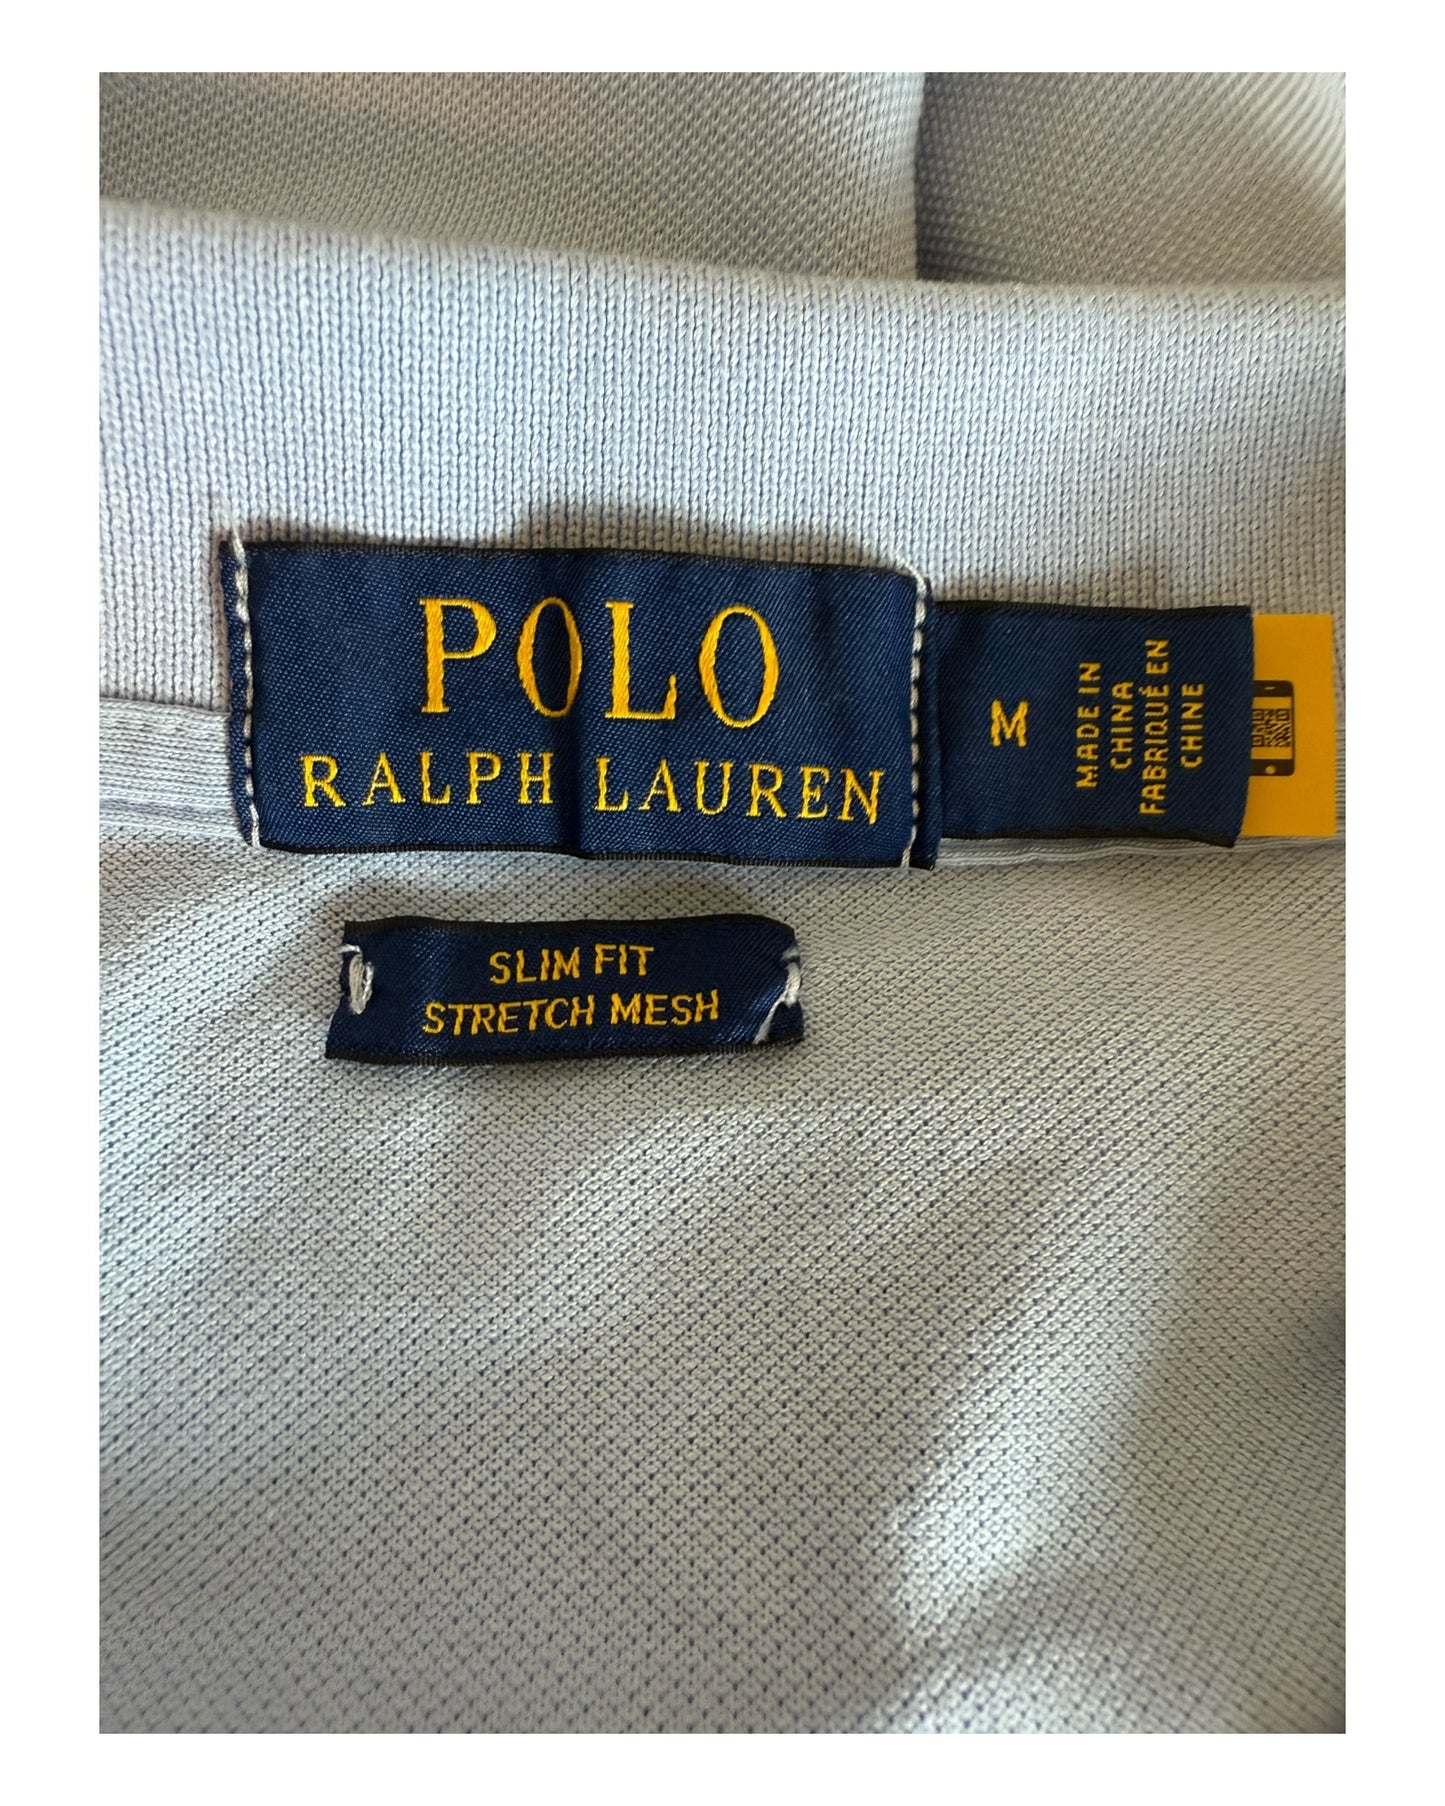 POLO
RALPH LAUREN
M
MADE IN
CHINA
FABRIQUÉ EN
CHINE
SLIM FIT
STRETCH MESH